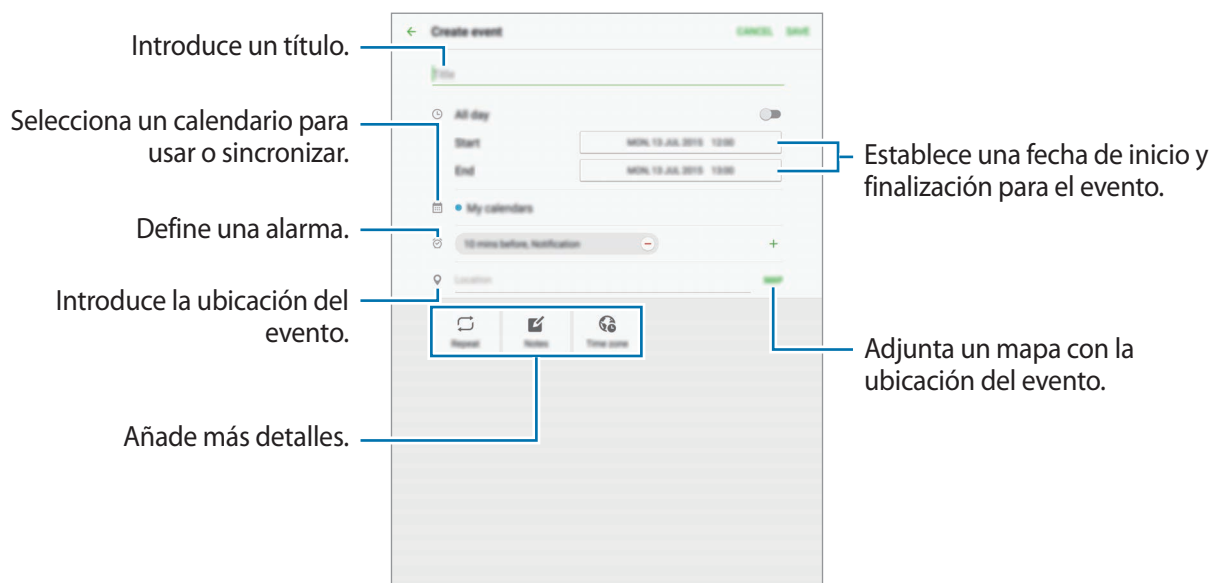 Create event
CANCEL SAVE
Introduce un título.
Title
All day
Selecciona un calendario para
usar o sincronizar.
Start MON, 13 JUL 2015 12:00
End MON, 13 JUL 2015 13:00
Establece una fecha de inicio y
finalización para el evento.
My calendars
Define una alarma.
10 mins before, Notification
Introduce la ubicación del
evento.
Location
MAP
Repeat Notes Time zone
Adjunta un mapa con la
ubicación del evento.
Añade más detalles.